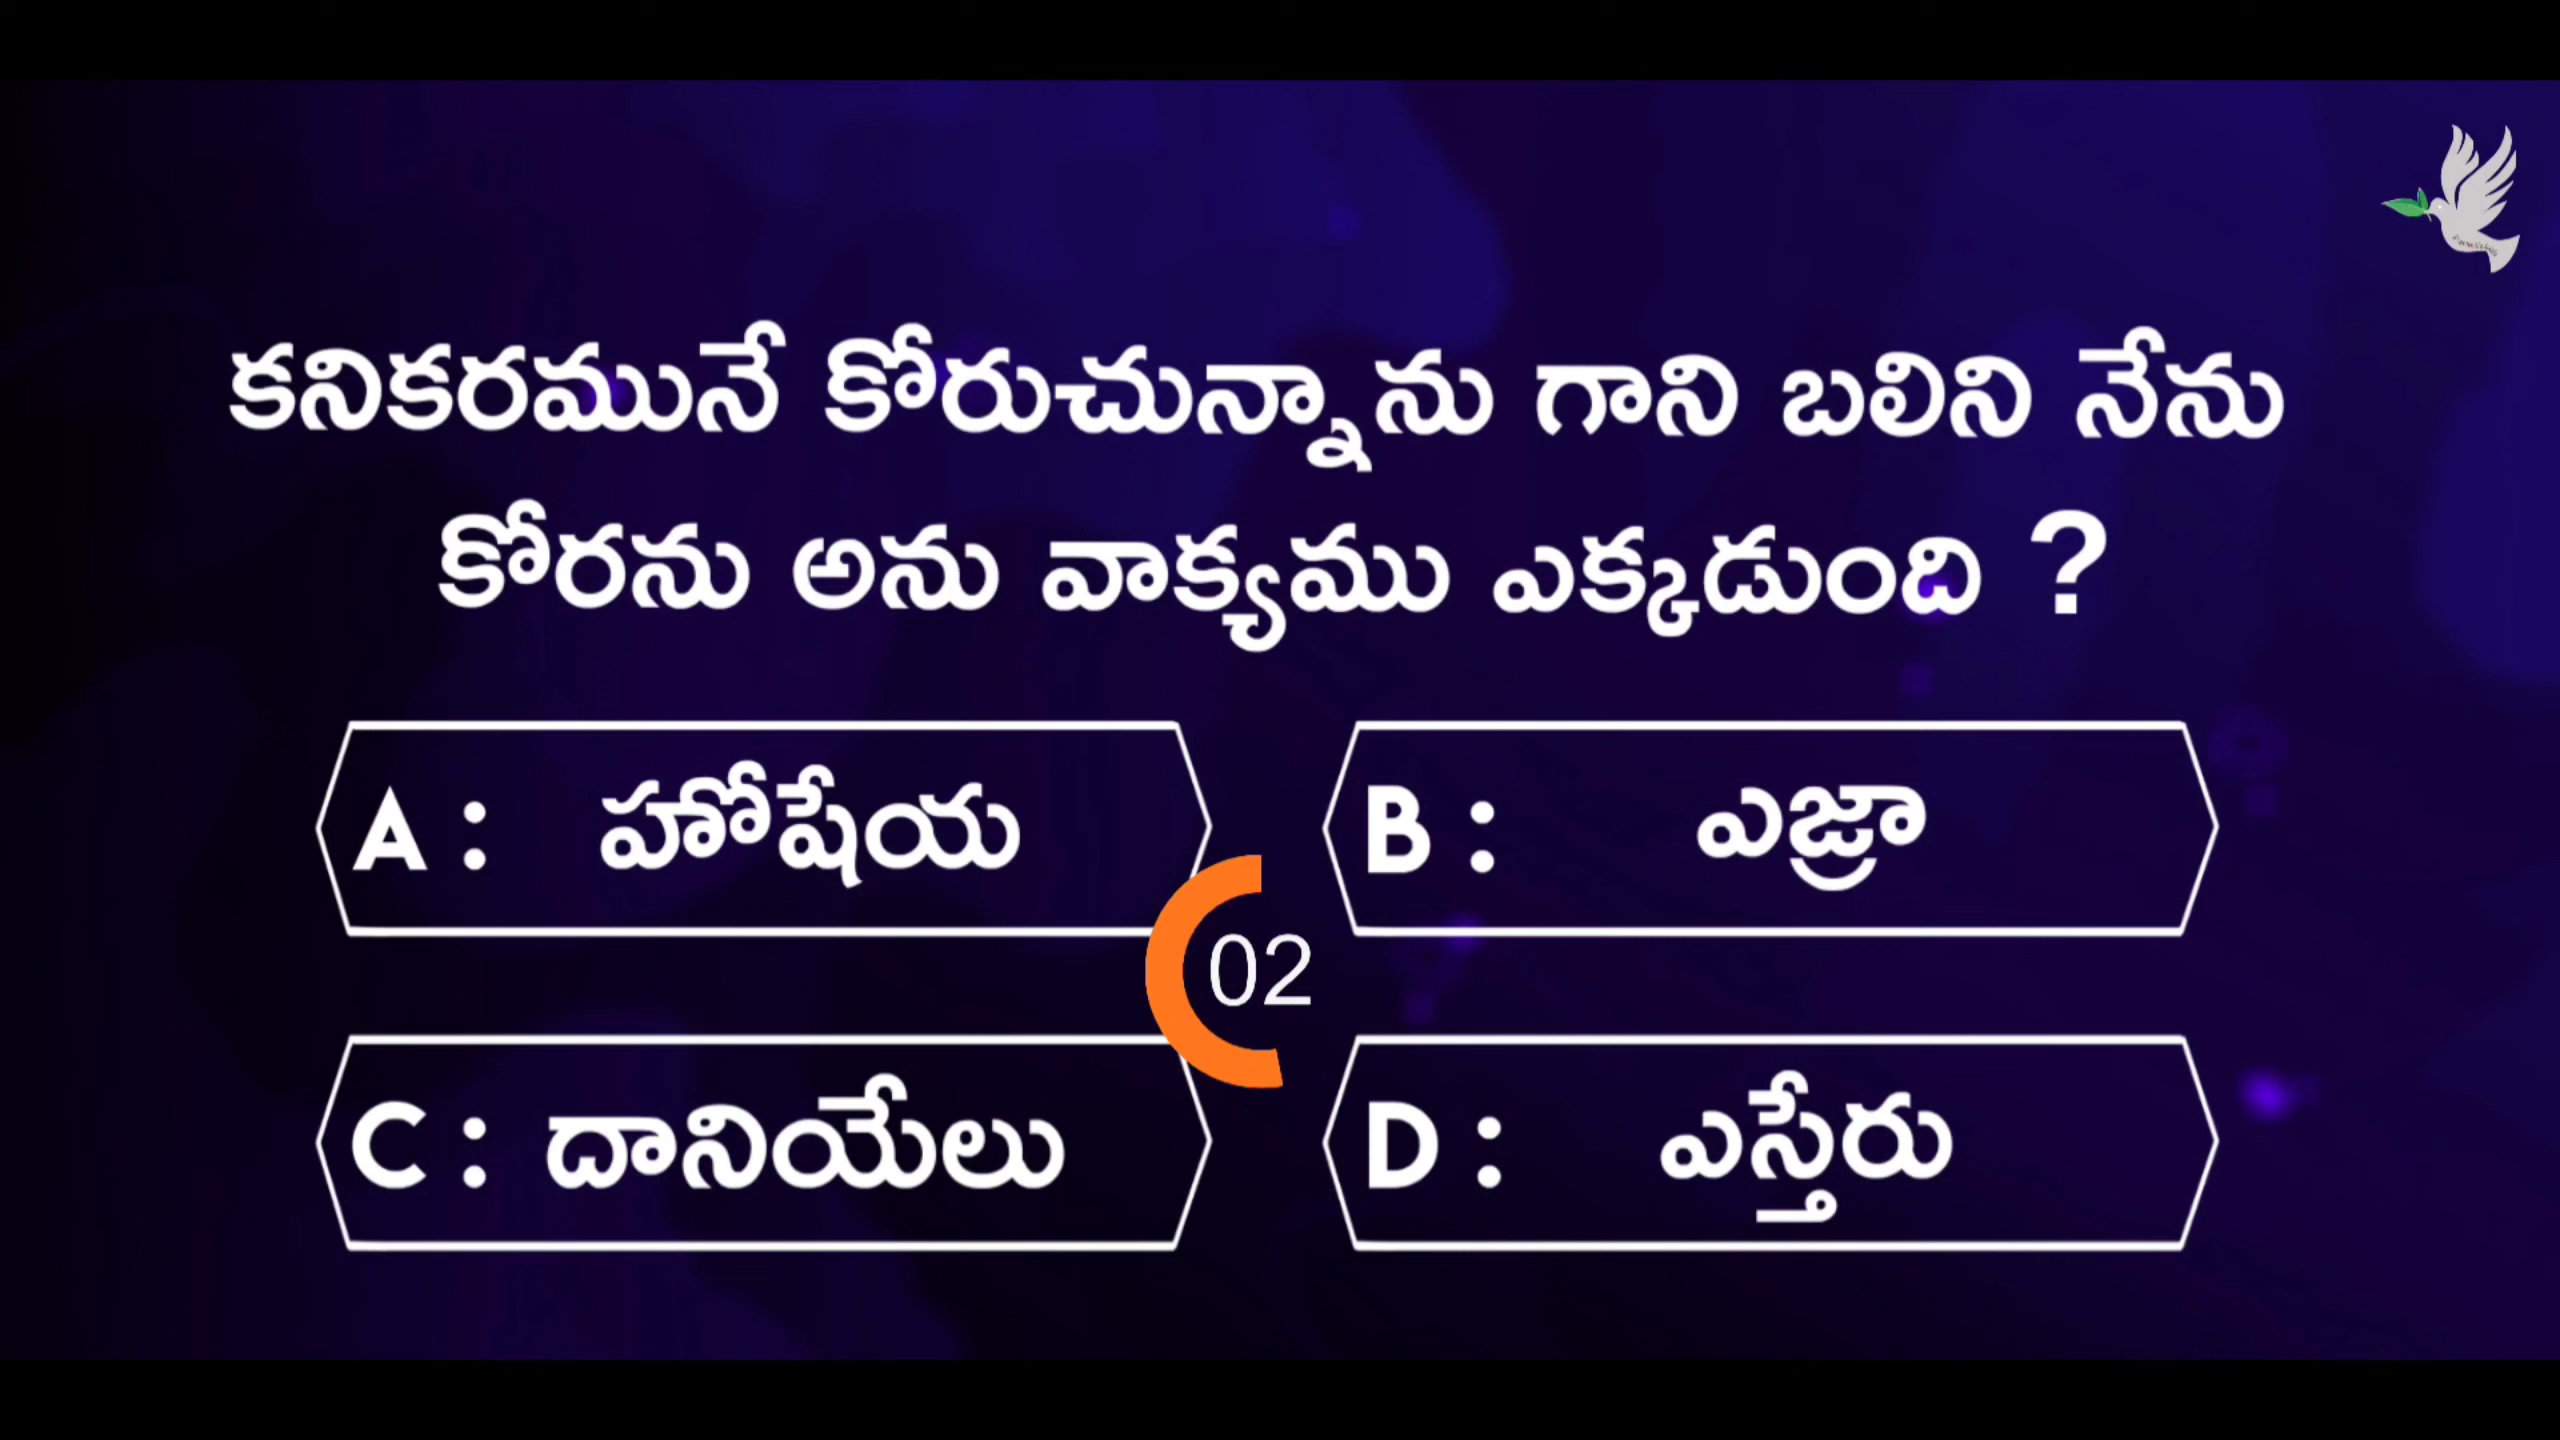 కనికరమునే కోరుచున్నాను గాని బలిని నేను
కోరను అను వాక్యము ఎక్కడుంది ?
A : హోషేయ
B : ఎజ్రా
02
C : దానియేలు
D : ఎస్తేరు